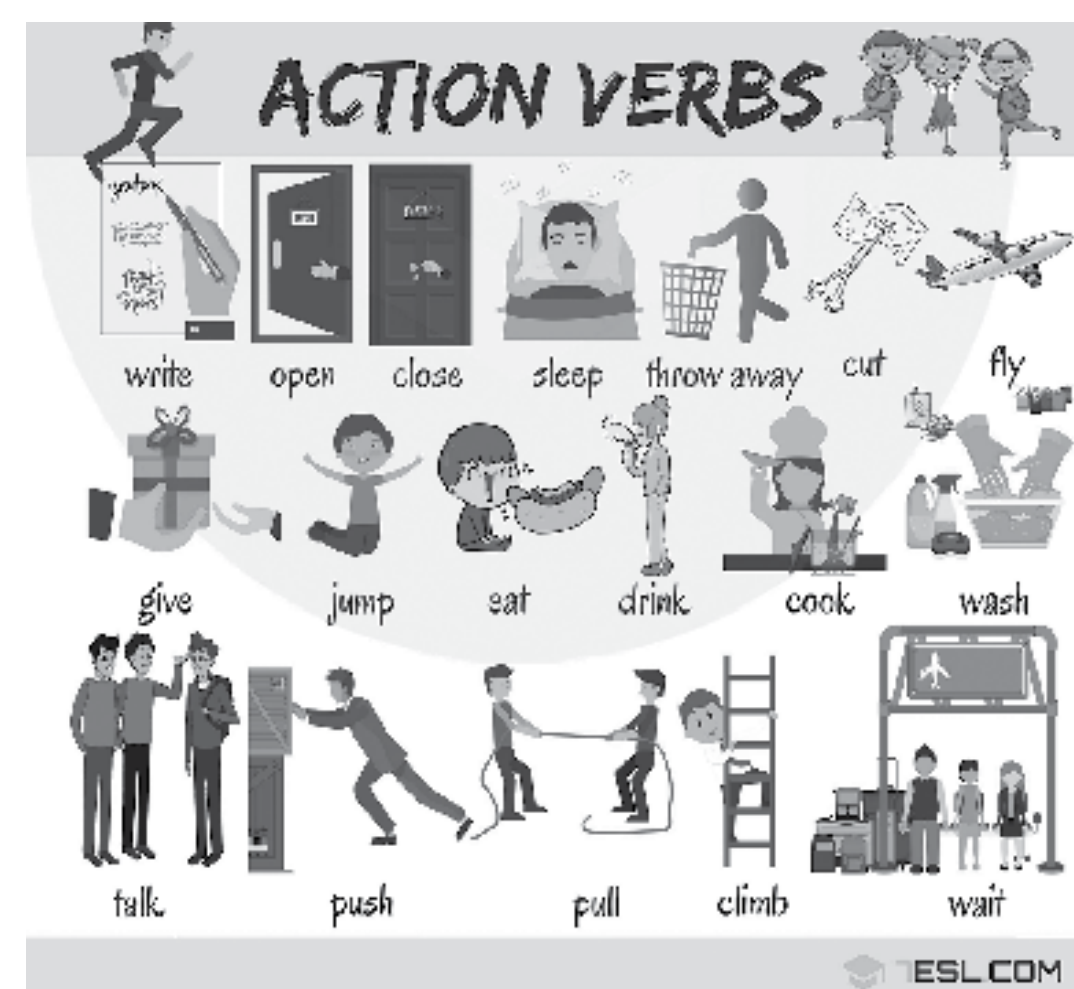 ACTION VERBS
write open close sleep throw away cut fly
give jump eat drink cook wash
talk push pull climb wait
7ESL.COM